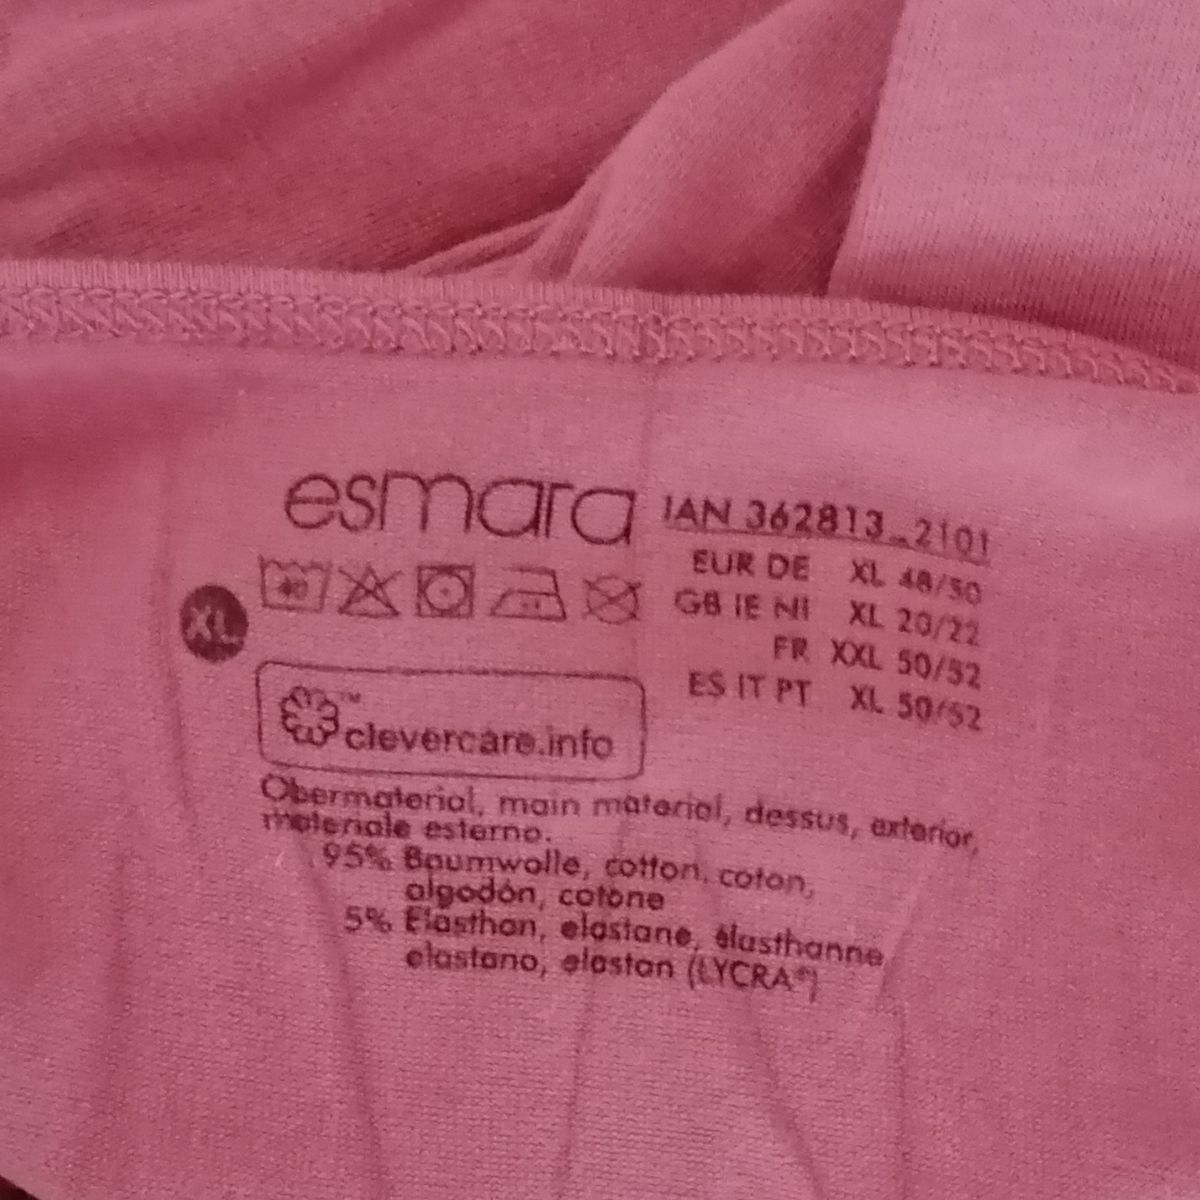 esmara
IAN 362813_2101
EUR DE XL 48/50
GB IE NI XL 20/22
FR XXL 50/52
ES IT PT XL 50/52
40
XL
™
clevercare.info
Obermaterial, main material, dessus, exterior,
materiale esterno.
95% Baumwolle, cotton, coton,
algodón, cotone
5% Elasthan, elastane, élasthanne
elastano, elastan (LYCRA®)